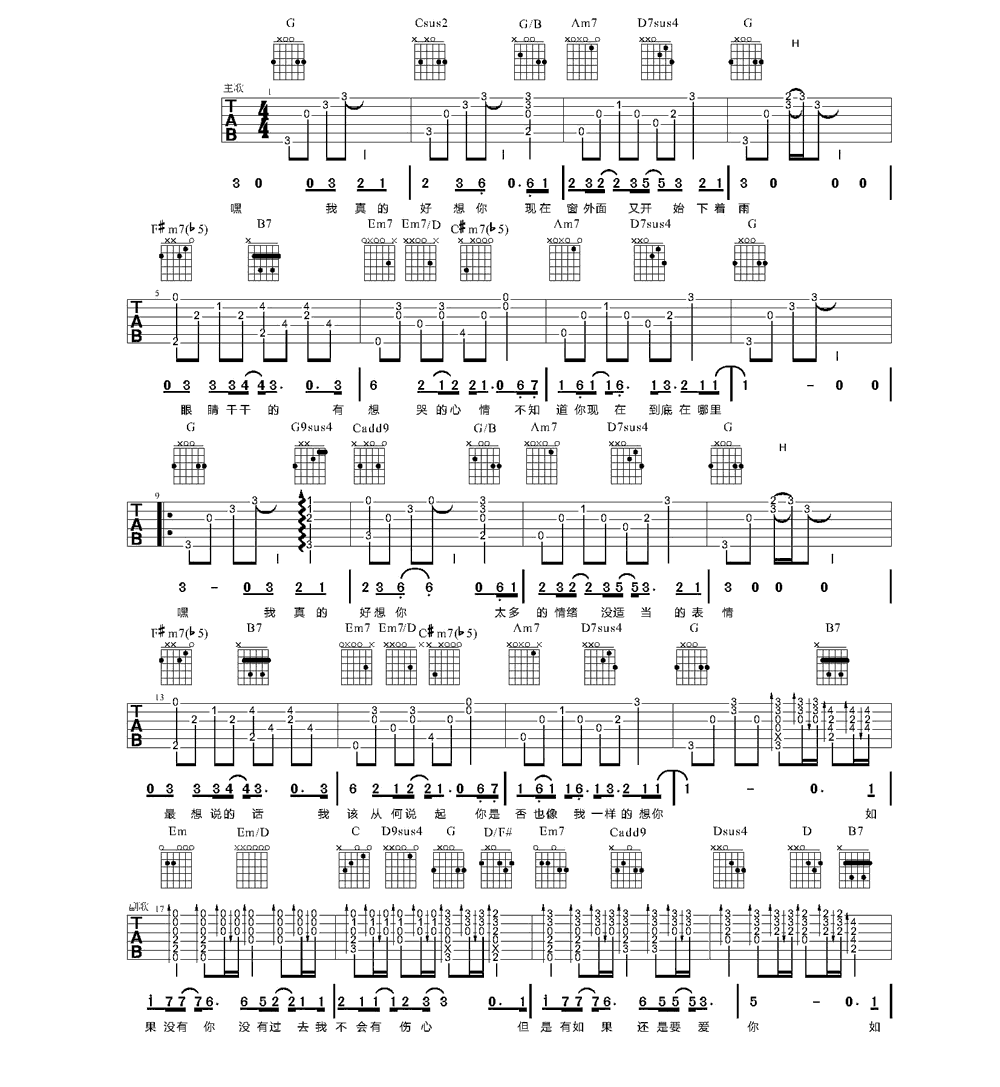 G Csus2 G/B Am7 D7sus4 G
H
主歌 1
3 0 0 3 2 1 2 3 6 0. 6 1 2 3 2 2 3 5 5 3 2 1 3 0 0 0
嘿 我 真 的 好 想 你 现 在 窗 外 面 又 开 始 下 着 雨
F#m7(b5) B7 Em7 Em7/D C#m7(b5) Am7 D7sus4 G
5
0 3 3 3 4 4 3. 0. 3 6 2 1 2 2 1. 0 6 7 1 6 1 1 6. 1 3. 2 1 1 1 - 0 0
眼 睛 干 干 的 有 想 哭 的 心 情 不 知 道 你 现 在 到 底 在 哪 里
G G9sus4 Cadd9 G/B Am7 D7sus4 G
H
9
3 - 0 3 2 1 2 3 6 6 0 6 1 2 3 2 2 3 5 5 3. 2 1 3 0 0 0
嘿 我 真 的 好 想 你 太 多 的 情 绪 没 适 当 的 表 情
F#m7(b5) B7 Em7 Em7/D C#m7(b5) Am7 D7sus4 G B7
13
0 3 3 3 4 4 3. 0. 3 6 2 1 2 2 1. 0 6 7 1 6 1 1 6. 1 3. 2 1 1 1 - 0. 1
最 想 说 的 话 我 该 从 何 说 起 你 是 否 也 像 我 一 样 的 想 你 如
Em Em/D C D9sus4 G D/F# Em7 Cadd9 Dsus4 D B7
副歌 17
i 7 7 7 6. 6 5 2 2 1 1 2 1 1 1 2 3 3 0. 1 i 7 7 7 6. 6 5 5 5 3. 5 - 0. 1
果 没 有 你 没 有 过 去 我 不 会 有 伤 心 但 是 有 如 果 还 是 要 爱 你 如